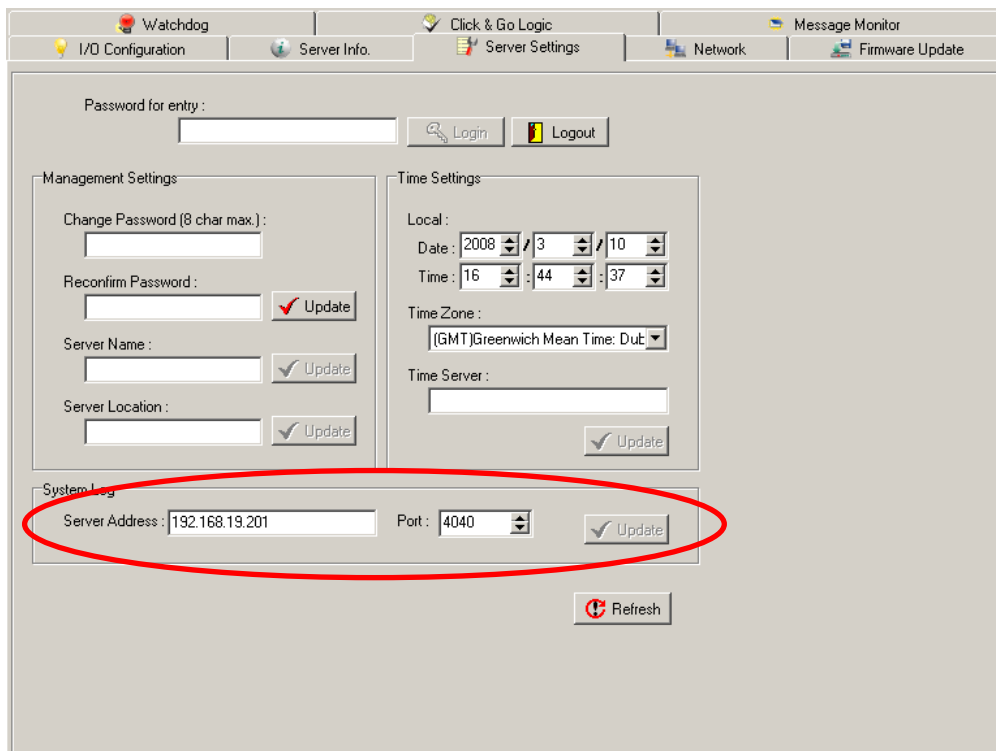 Watchdog Click & Go Logic Message Monitor
I/O Configuration Server Info. Server Settings Network Firmware Update
Password for entry :
Login Logout
Management Settings
Change Password (8 char max.) :
Reconfirm Password :
Update
Server Name :
Update
Server Location :
Update
Time Settings
Local :
Date : 2008 / 3 / 10
Time : 16 : 44 : 37
Time Zone :
(GMT)Greenwich Mean Time: Dub
Time Server :
Update
System Log
Server Address : 192.168.19.201 Port : 4040 Update
Refresh